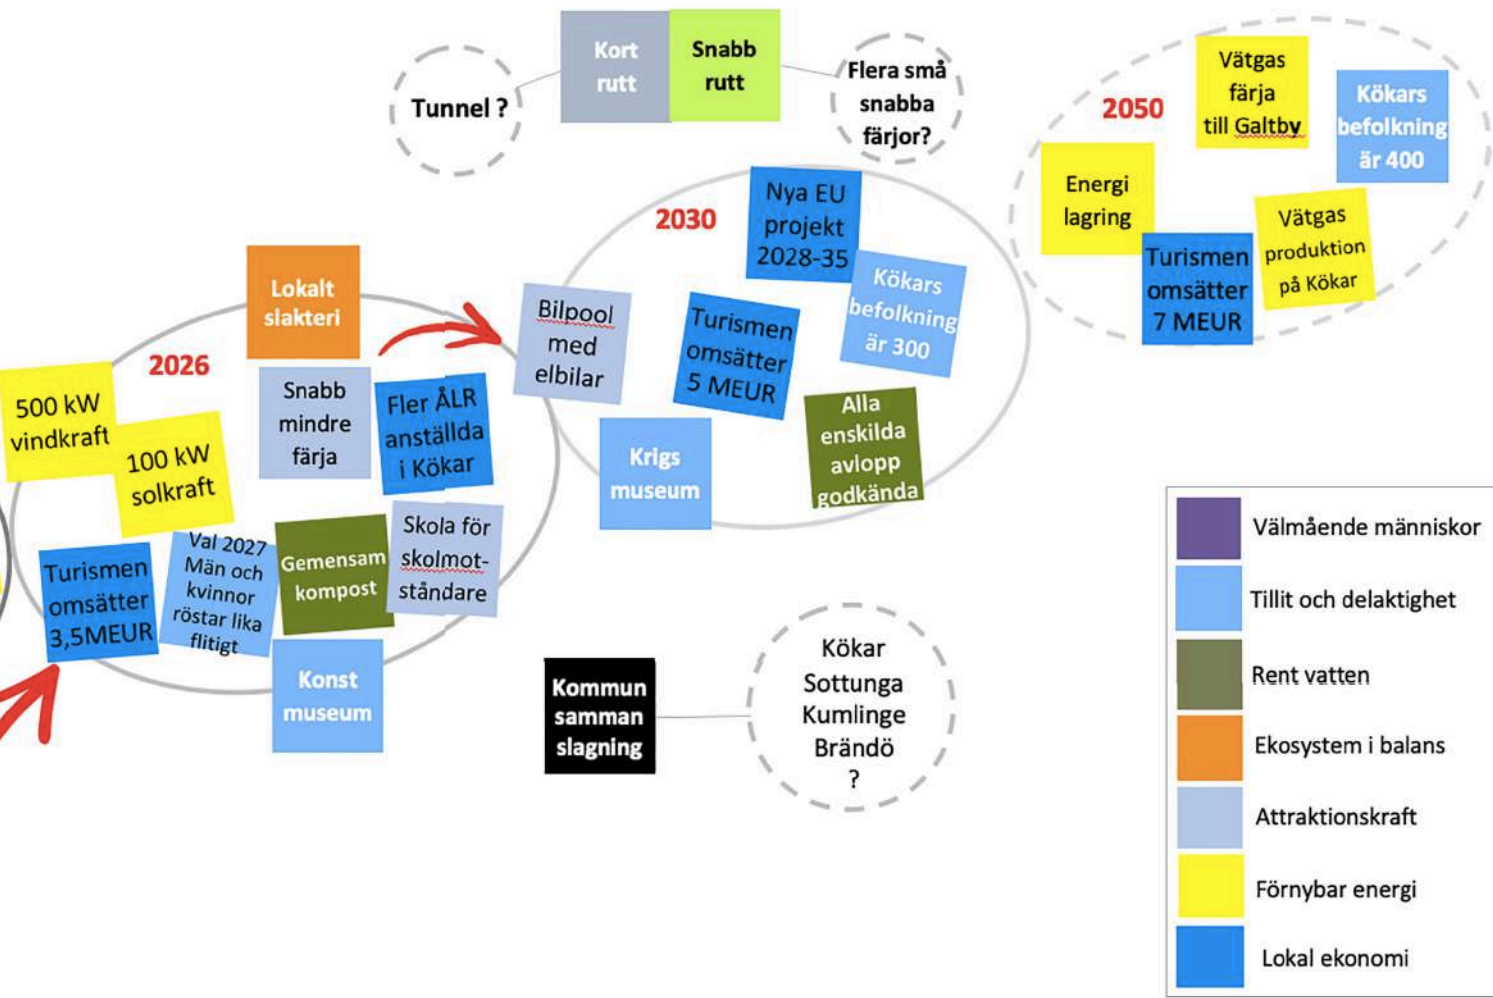 Kort
rutt
Snabb
rutt
Tunnel ?
Flera små
snabba
färjor?
2050
Vätgas
färja
till Galtby
Kökars
befolkning
är 400
Energi
lagring
Turismen
omsätter
7 MEUR
Vätgas
produktion
på Kökar
2030
Nya EU
projekt
2028-35
Kökars
befolkning
är 300
Bilpool
med
elbilar
Turismen
omsätter
5 MEUR
Krigs
museum
Alla
enskilda
avlopp
godkända
2026
Lokalt
slakteri
500 kW
vindkraft
100 kW
solkraft
Snabb
mindre
färja
Fler ÅLR
anställda
i Kökar
Turismen
omsätter
3,5MEUR
Val 2027
Män och
kvinnor
röstar lika
flitigt
Gemensam
kompost
Skola för
skolmot-
ståndare
Konst
museum
Kommun
samman
slagning
Kökar
Sottunga
Kumlinge
Brändö
?
Välmående människor
Tillit och delaktighet
Rent vatten
Ekosystem i balans
Attraktionskraft
Förnybar energi
Lokal ekonomi